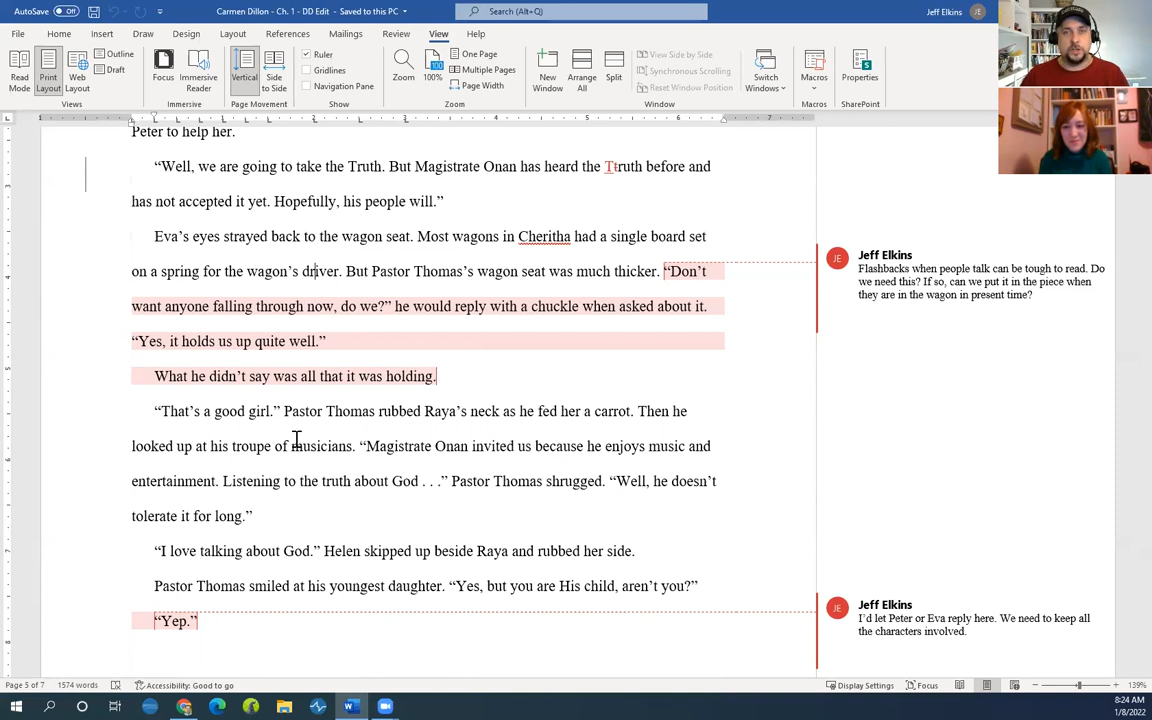 AutoSave Off Carmen Dillon - Ch. 1 - DD Edit - Saved to this PC Search (Alt+Q) Jeff Elkins JE
File Home Insert Draw Design Layout References Mailings Review View Help
Read Mode Print Layout Web Layout Outline Draft Focus Immersive Reader Vertical Side to Side Ruler Gridlines Navigation Pane Zoom 100 100% One Page Multiple Pages Page Width New Window Arrange All Split View Side by Side Synchronous Scrolling Reset Window Position Switch Windows Macros Properties
Views Immersive Page Movement Show Zoom Window Macros SharePoint
1 1 2 3 4 5 6 7
Peter to help her.
“Well, we are going to take the Truth. But Magistrate Onan has heard the Ttruth before and
has not accepted it yet. Hopefully, his people will.”
Eva’s eyes strayed back to the wagon seat. Most wagons in Cheritha had a single board set
on a spring for the wagon’s driver. But Pastor Thomas’s wagon seat was much thicker. “Don’t
want anyone falling through now, do we?” he would reply with a chuckle when asked about it.
“Yes, it holds us up quite well.”
What he didn’t say was all that it was holding.
“That’s a good girl.” Pastor Thomas rubbed Raya’s neck as he fed her a carrot. Then he
looked up at his troupe of musicians. “Magistrate Onan invited us because he enjoys music and
entertainment. Listening to the truth about God . . .” Pastor Thomas shrugged. “Well, he doesn’t
tolerate it for long.”
“I love talking about God.” Helen skipped up beside Raya and rubbed her side.
Pastor Thomas smiled at his youngest daughter. “Yes, but you are His child, aren’t you?”
“Yep.”
JE Jeff Elkins
Flashbacks when people talk can be tough to read. Do
we need this? If so, can we put it in the piece when
they are in the wagon in present time?
JE Jeff Elkins
I’d let Peter or Eva reply here. We need to keep all
the characters involved.
Page 5 of 7 1574 words Accessibility: Good to go Display Settings Focus 139%
8:24 AM
1/8/2022